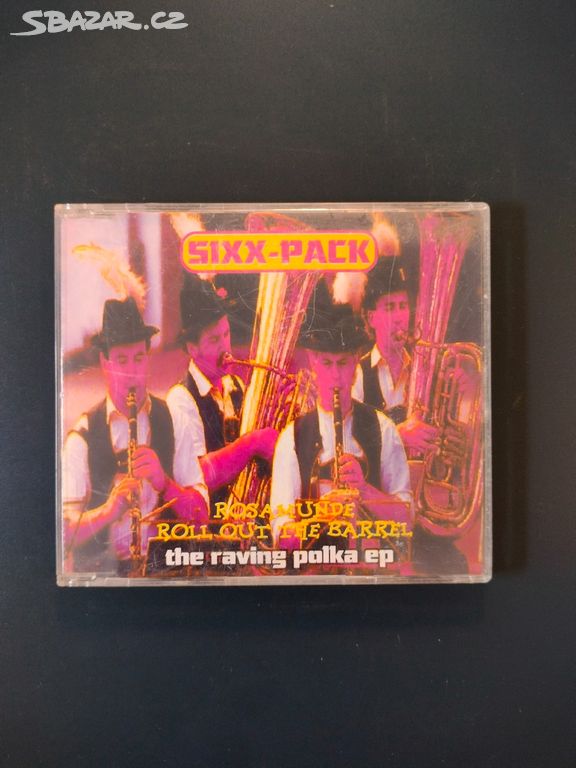 SBAZAR.CZ
SIXX-PACK
ROSAMUNDE
ROLL OUT THE BARREL
the raving polka ep